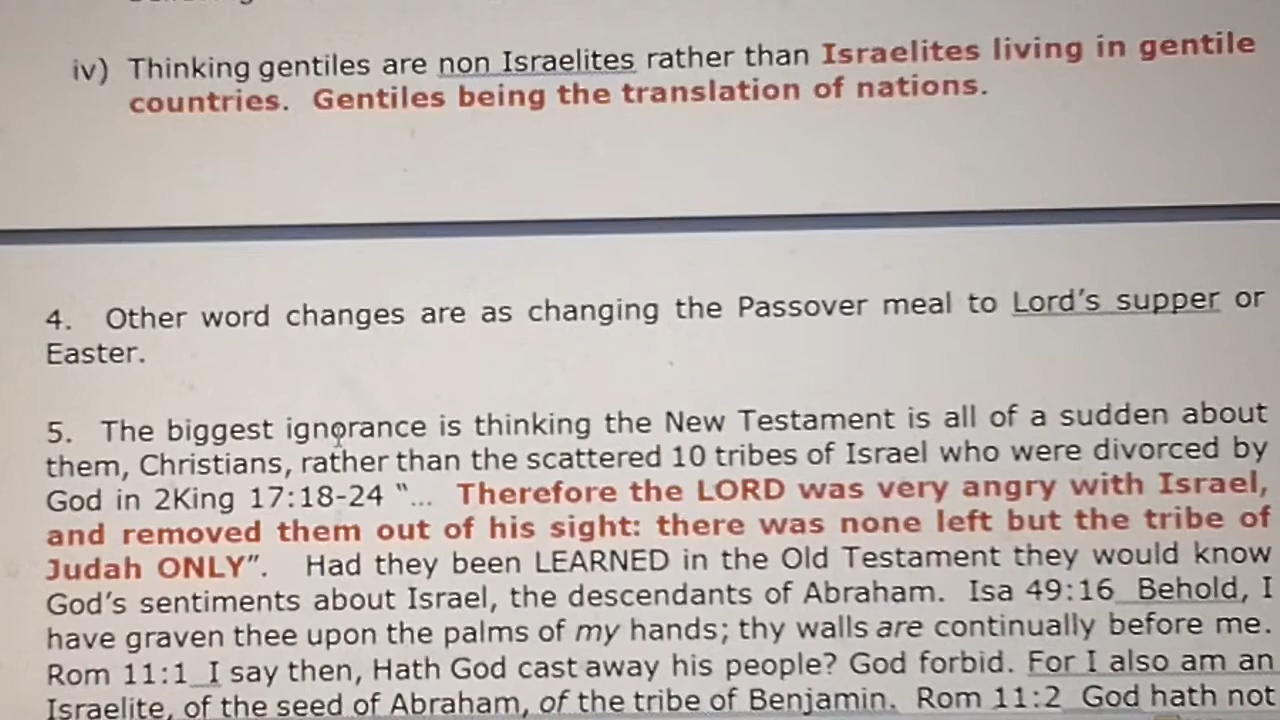 iv) Thinking gentiles are non Israelites rather than Israelites living in gentile
countries. Gentiles being the translation of nations.
4. Other word changes are as changing the Passover meal to Lord's supper or
Easter.
5. The biggest ignorance is thinking the New Testament is all of a sudden about
them, Christians, rather than the scattered 10 tribes of Israel who were divorced by
God in 2King 17:18-24 "... Therefore the LORD was very angry with Israel,
and removed them out of his sight: there was none left but the tribe of
Judah ONLY". Had they been LEARNED in the Old Testament they would know
God's sentiments about Israel, the descendants of Abraham. Isa 49:16 Behold, I
have graven thee upon the palms of my hands; thy walls are continually before me.
Rom 11:1 I say then, Hath God cast away his people? God forbid. For I also am an
Israelite, of the seed of Abraham, of the tribe of Benjamin. Rom 11:2 God hath not